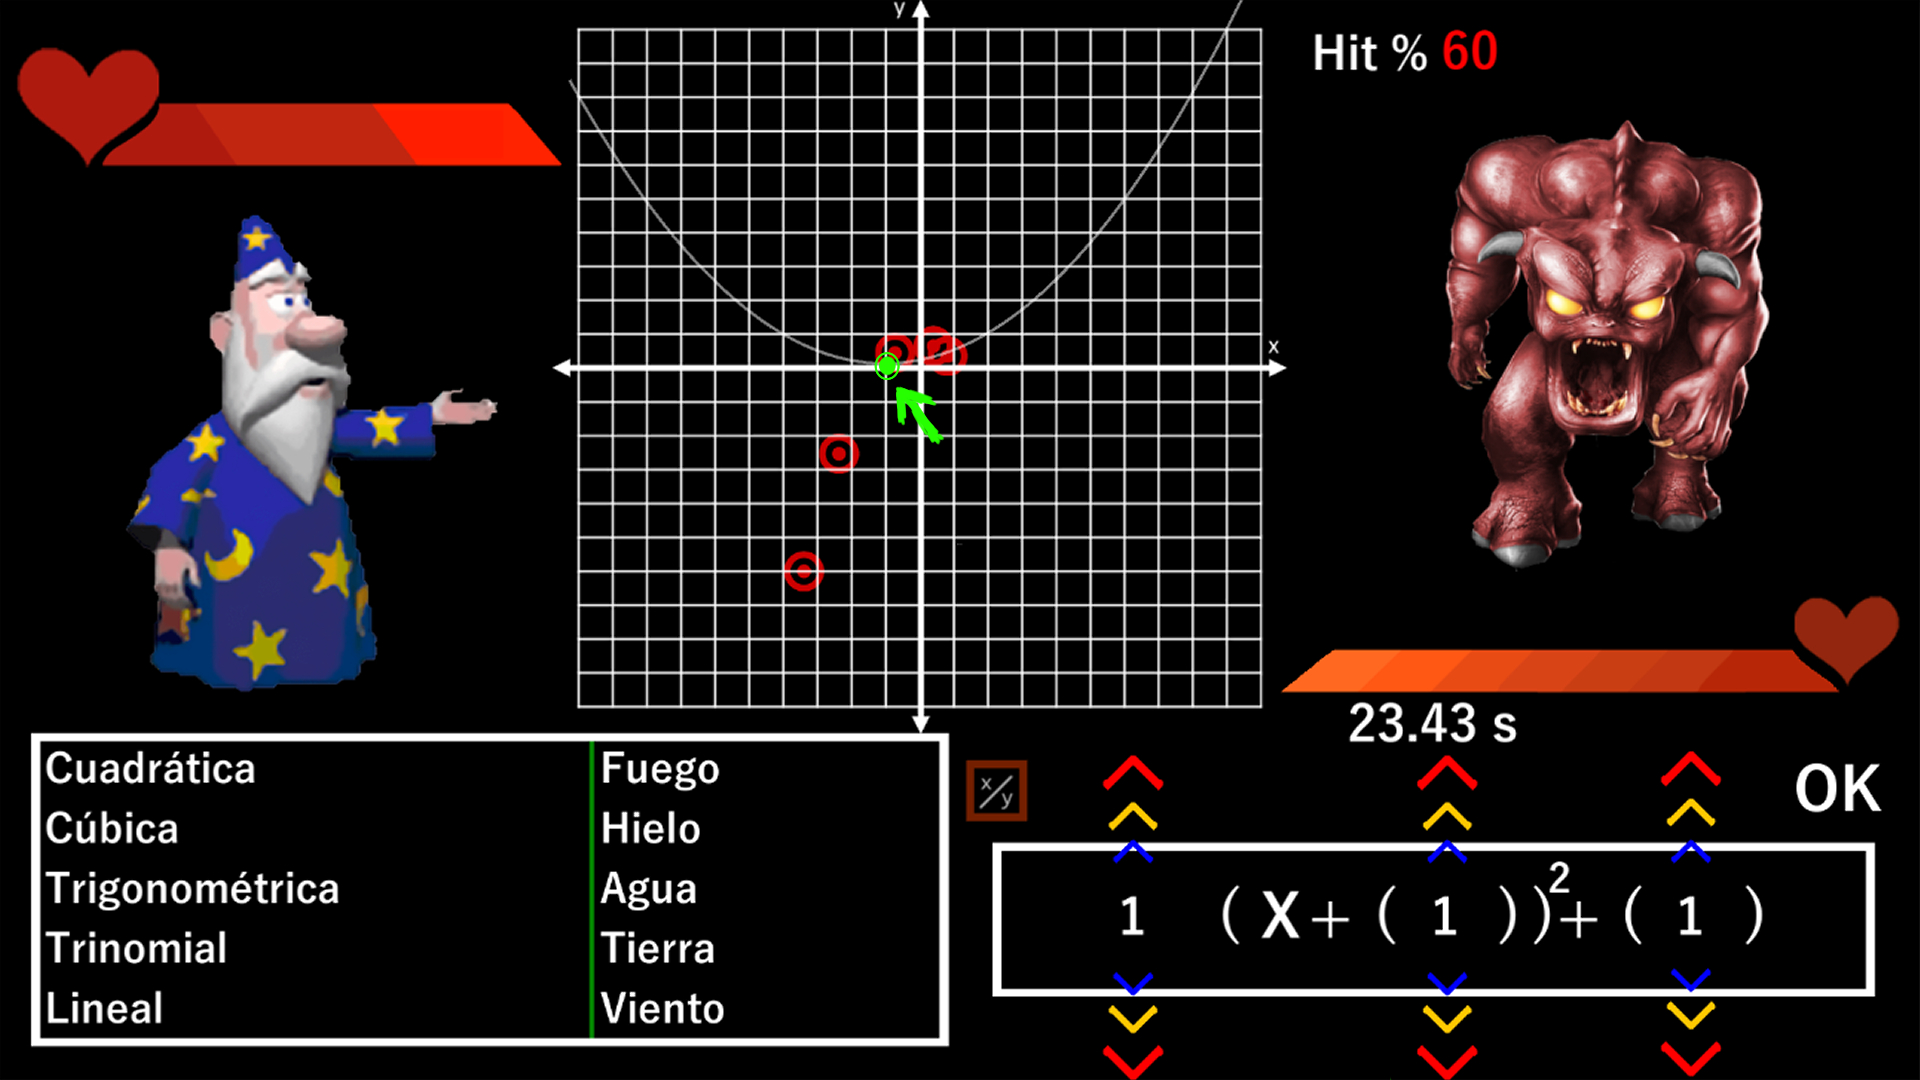 y
Hit % 60
x
23.43 s
Cuadrática
Cúbica
Trigonométrica
Trinomial
Lineal
Fuego
Hielo
Agua
Tierra
Viento
x/y
OK
1 (X+( 1 ))²+( 1 )